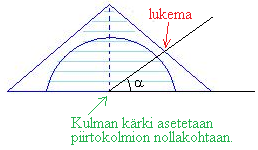 lukema
α
Kulman kärki asetetaan
piirtokolmion nollakohtaan.